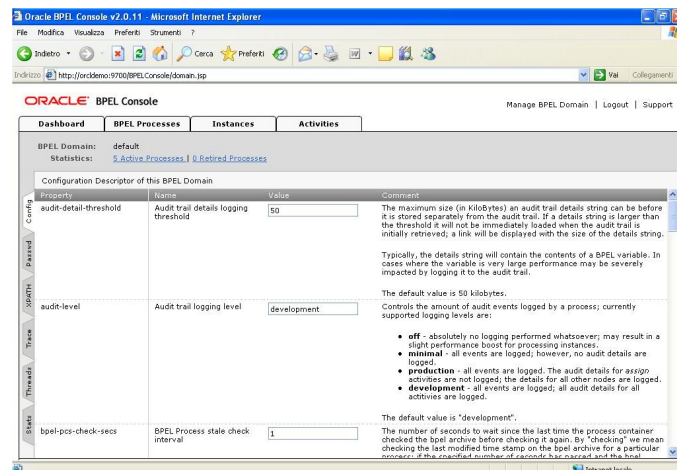 Oracle BPEL Console v2.0.11 - Microsoft Internet Explorer
File Modifica Visualizza Preferiti Strumenti ?
Indietro Cerca Preferiti
Indirizzo http://orcldemo:9700/BPELConsole/domain.jsp Vai Collegamenti
ORACLE BPEL Console
Manage BPEL Domain | Logout | Support
Dashboard BPEL Processes Instances Activities
BPEL Domain: default
Statistics: 5 Active Processes | 0 Retired Processes
Configuration Descriptor of this BPEL Domain
Config
Passwd
XPATH
Trace
Threads
Stats
Property Name Value Comment
audit-detail-threshold Audit trail details logging threshold 50
The maximum size (in KiloBytes) an audit trail details string can be before
it is stored separately from the audit trail. If a details string is larger than
the threshold it will not be immediately loaded when the audit trail is
initially retrieved; a link will be displayed with the size of the details string.
Typically, the details string will contain the contents of a BPEL variable. In
cases where the variable is very large performance may be severely
impacted by logging it to the audit trail.
The default value is 50 kilobytes.
audit-level Audit trail logging level development
Controls the amount of audit events logged by a process; currently
supported logging levels are:
• off - absolutely no logging performed whatsoever; may result in a
slight performance boost for processing instances.
• minimal - all events are logged; however, no audit details are
logged.
• production - all events are logged. The audit details for assign
activities are not logged; the details for all other nodes are logged.
• development - all events are logged; all audit details for all
activities are logged.
The default value is "development".
bpel-pcs-check-secs BPEL Process stale check interval 1
The number of seconds to wait since the last time the process container
checked the bpel archive before checking it again. By "checking" we mean
checking the last modified time stamp on the bpel archive for a particular
process; if the specified number of seconds has passed and the bpel
Intranet locale